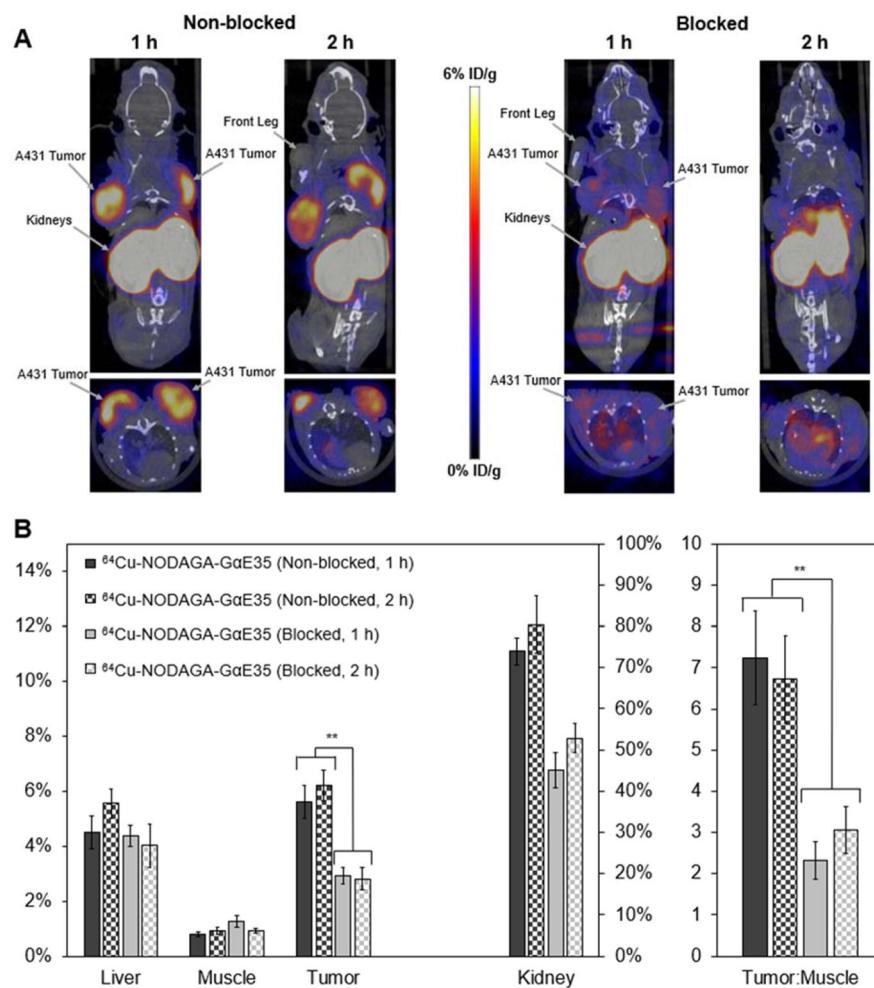 A
Non-blocked
Blocked
1 h
2 h
1 h
2 h
6% ID/g
0% ID/g
Front Leg
A431 Tumor
A431 Tumor
Kidneys
A431 Tumor
A431 Tumor
Front Leg
A431 Tumor
A431 Tumor
Kidneys
A431 Tumor
A431 Tumor
B
14%
12%
10%
8%
6%
4%
2%
0%
⁶⁴Cu-NODAGA-GαE35 (Non-blocked, 1 h)
⁶⁴Cu-NODAGA-GαE35 (Non-blocked, 2 h)
⁶⁴Cu-NODAGA-GαE35 (Blocked, 1 h)
⁶⁴Cu-NODAGA-GαE35 (Blocked, 2 h)
**
Liver
Muscle
Tumor
Kidney
100%
90%
80%
70%
60%
50%
40%
30%
20%
10%
0%
10
9
8
7
6
5
4
3
2
1
0
**
Tumor:Muscle